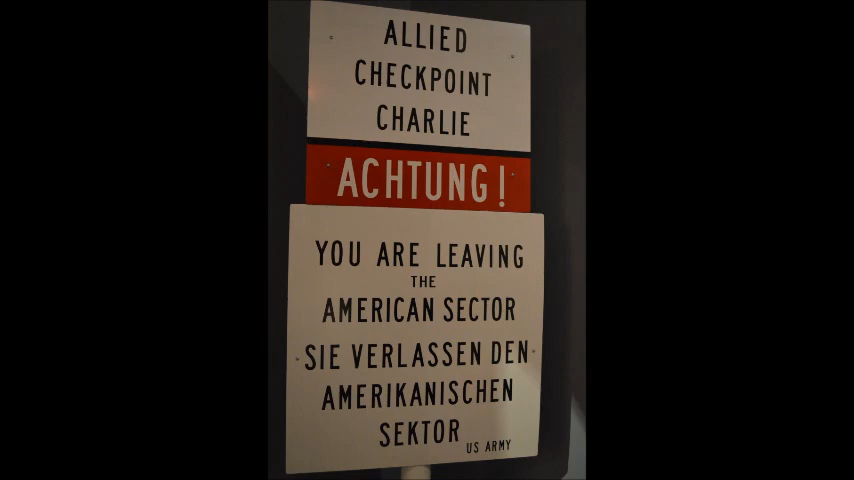 ALLIED
CHECKPOINT
CHARLIE
ACHTUNG!
YOU ARE LEAVING
THE
AMERICAN SECTOR
SIE VERLASSEN DEN
AMERIKANISCHEN
SEKTOR
US ARMY